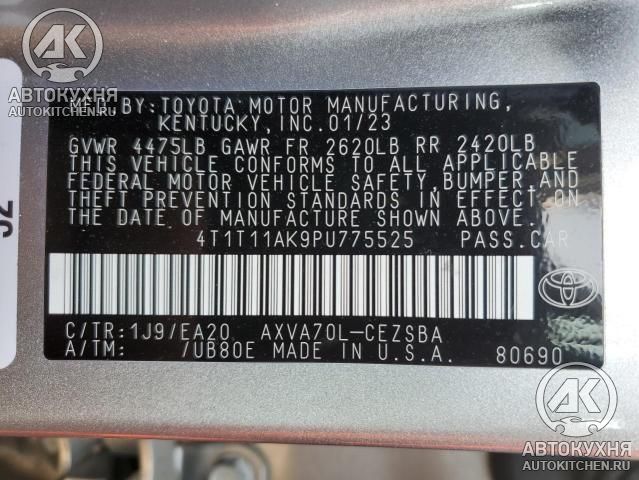 AK
АВТОКУХНЯ
AUTOKITCHEN.RU
MFD. BY: TOYOTA MOTOR MANUFACTURING,
KENTUCKY, INC. 01/23
GVWR 4475LB GAWR FR 2620LB RR 2420LB
THIS VEHICLE CONFORMS TO ALL APPLICABLE
FEDERAL MOTOR VEHICLE SAFETY, BUMPER, AND
THEFT PREVENTION STANDARDS IN EFFECT ON
THE DATE OF MANUFACTURE SHOWN ABOVE.
4T1T11AK9PU775525 PASS. CAR
C/TR: 1J9/EA20 AXVA70L-CEZSBA
A/TM: /UB80E MADE IN U.S.A. 80690
AK
АВТОКУХНЯ
AUTOKITCHEN.RU